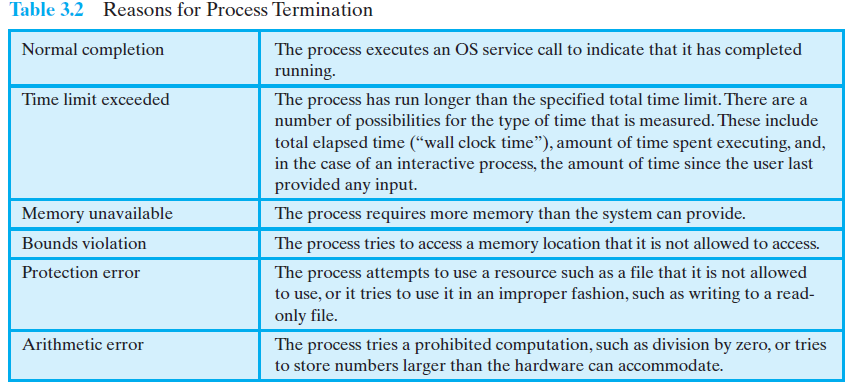 Table 3.2 Reasons for Process Termination
Normal completion
The process executes an OS service call to indicate that it has completed
running.
Time limit exceeded
The process has run longer than the specified total time limit. There are a
number of possibilities for the type of time that is measured. These include
total elapsed time (“wall clock time”), amount of time spent executing, and,
in the case of an interactive process, the amount of time since the user last
provided any input.
Memory unavailable
The process requires more memory than the system can provide.
Bounds violation
The process tries to access a memory location that it is not allowed to access.
Protection error
The process attempts to use a resource such as a file that it is not allowed
to use, or it tries to use it in an improper fashion, such as writing to a read-
only file.
Arithmetic error
The process tries a prohibited computation, such as division by zero, or tries
to store numbers larger than the hardware can accommodate.